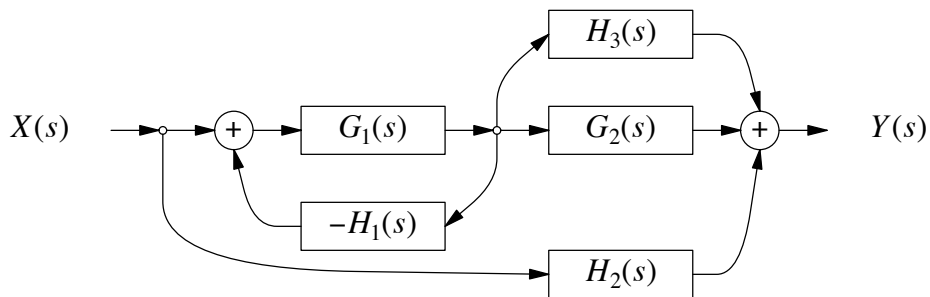 H₃(s)
X(s) + G₁(s) G₂(s) + Y(s)
−H₁(s)
H₂(s)